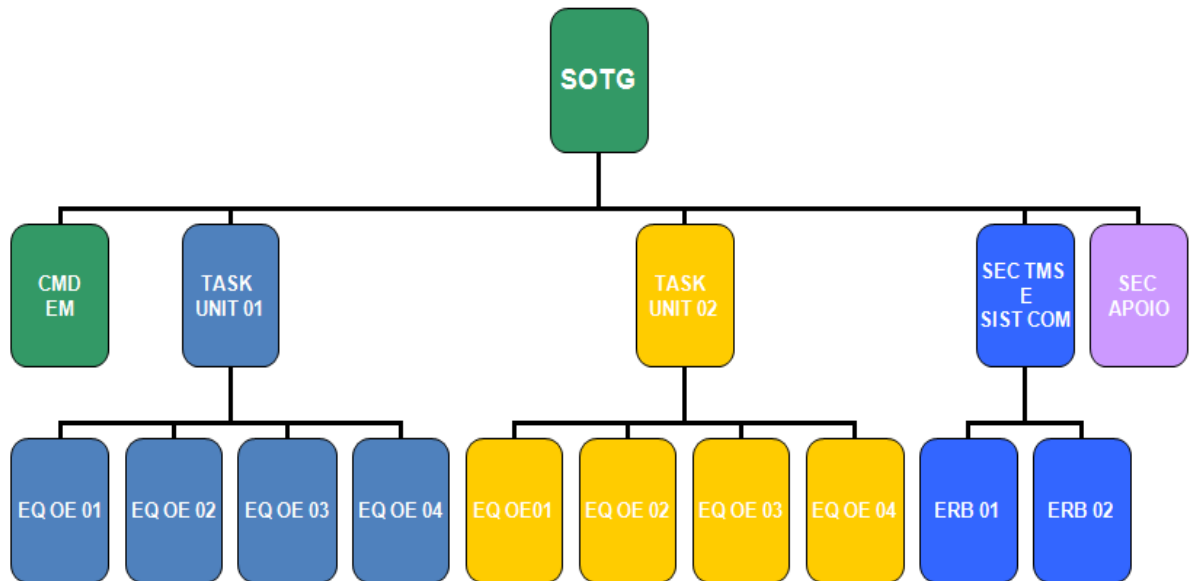 SOTG
CMD
EM
TASK
UNIT 01
TASK
UNIT 02
SEC TMS
E
SIST COM
SEC
APOIO
EQ OE 01
EQ OE 02
EQ OE 03
EQ OE 04
EQ OE01
EQ OE 02
EQ OE 03
EQ OE 04
ERB 01
ERB 02